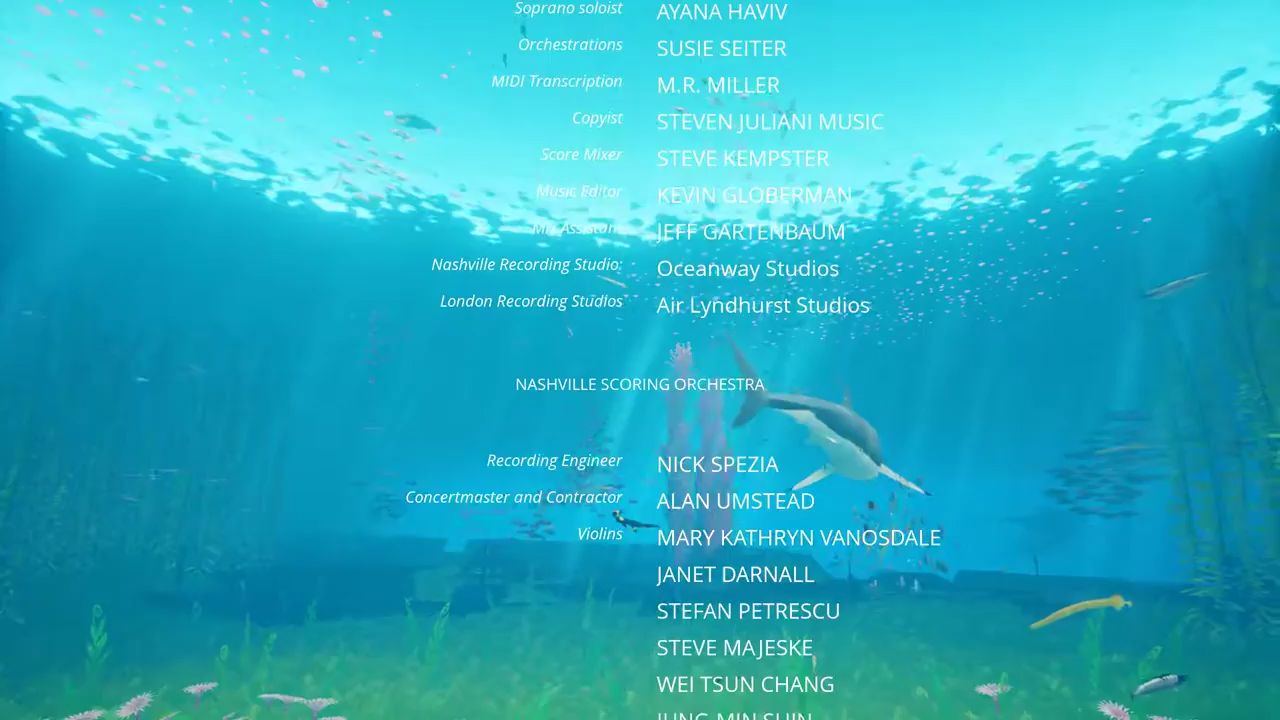 Soprano soloist AYANA HAVIV
Orchestrations SUSIE SEITER
MIDI Transcription M.R. MILLER
Copyist STEVEN JULIANI MUSIC
Score Mixer STEVE KEMPSTER
Music Editor KEVIN GLOBERMAN
Mix Assistant JEFF GARTENBAUM
Nashville Recording Studio: Oceanway Studios
London Recording Studios Air Lyndhurst Studios
NASHVILLE SCORING ORCHESTRA
Recording Engineer NICK SPEZIA
Concertmaster and Contractor ALAN UMSTEAD
Violins MARY KATHRYN VANOSDALE
JANET DARNALL
STEFAN PETRESCU
STEVE MAJESKE
WEI TSUN CHANG